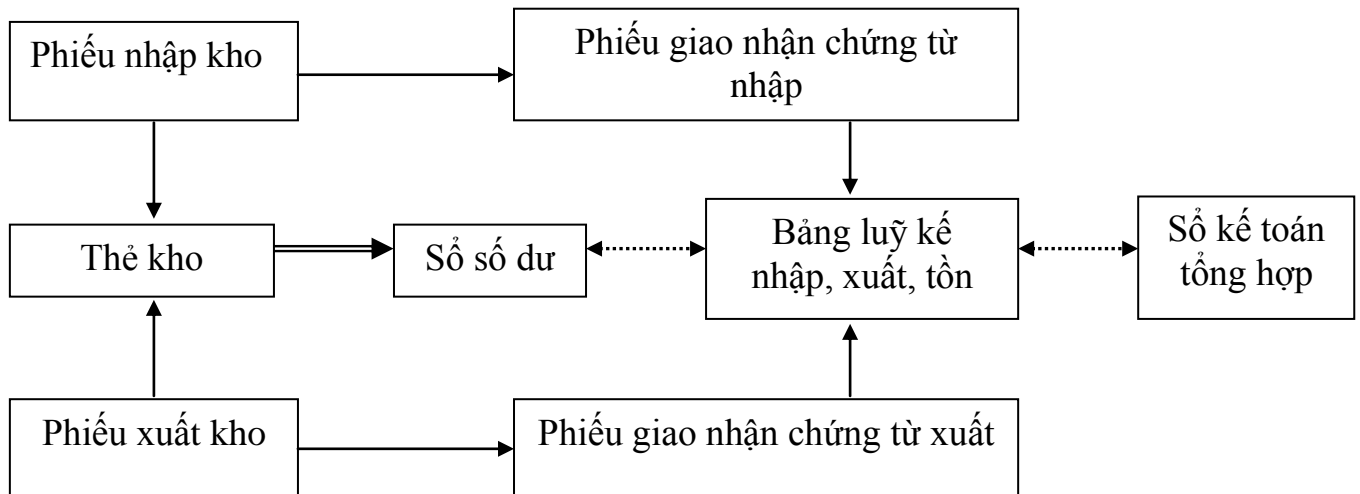 Phiếu nhập kho
Phiếu giao nhận chứng từ
nhập
Thẻ kho
Sổ số dư
Bảng luỹ kế
nhập, xuất, tồn
Sổ kế toán
tổng hợp
Phiếu xuất kho
Phiếu giao nhận chứng từ xuất